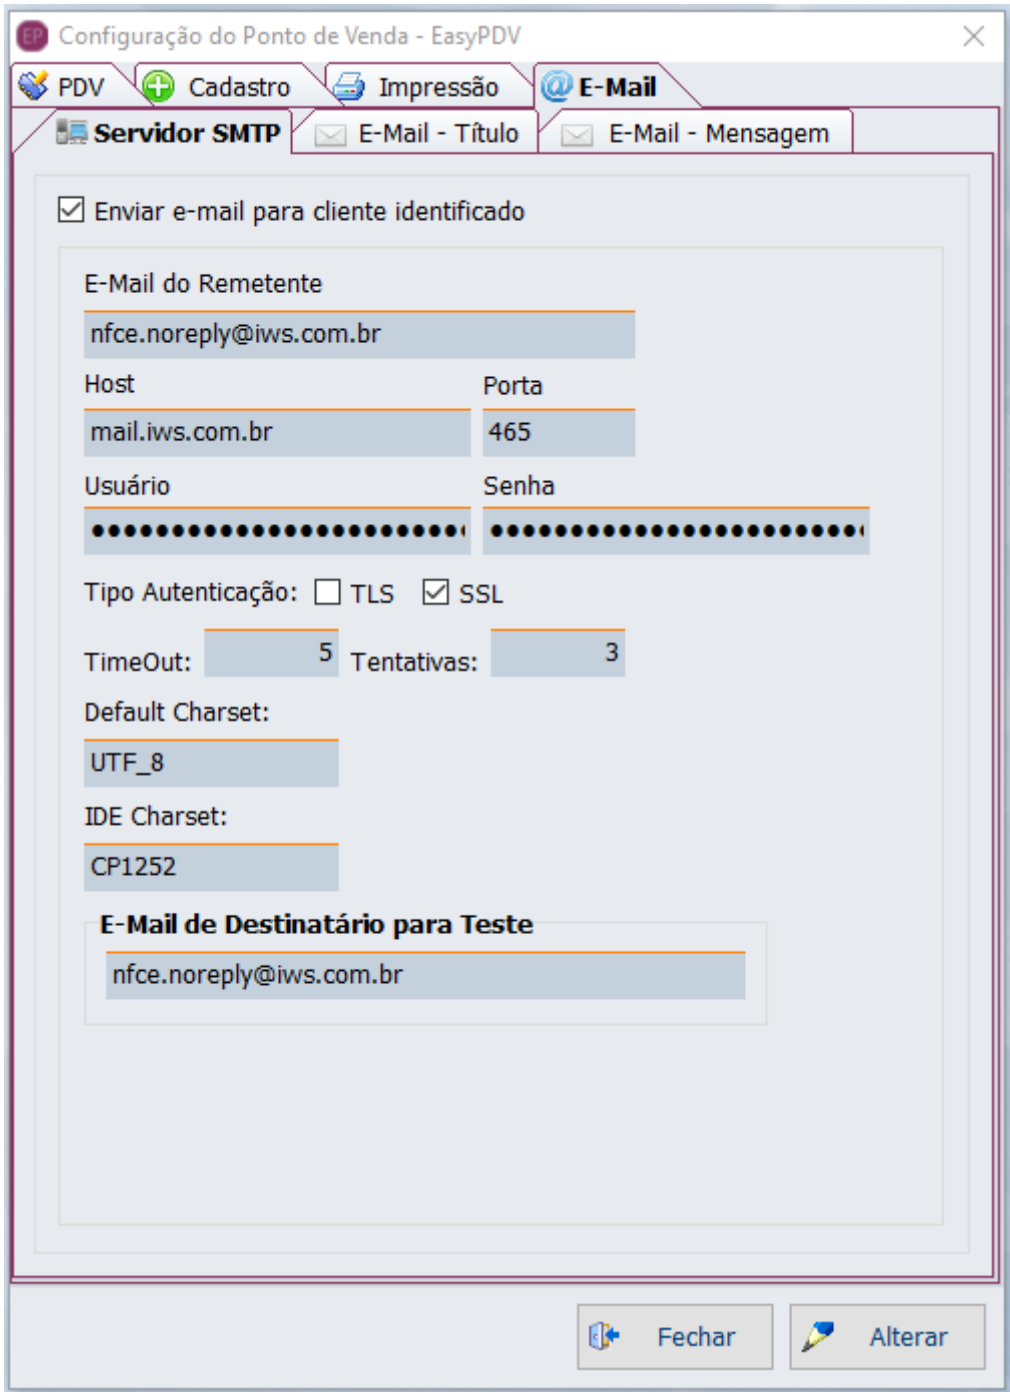 EP Configuração do Ponto de Venda - EasyPDV
PDV Cadastro Impressão @ E-Mail
Servidor SMTP E-Mail - Título E-Mail - Mensagem
Enviar e-mail para cliente identificado
E-Mail do Remetente
nfce.noreply@iws.com.br
Host Porta
mail.iws.com.br 465
Usuário Senha
Tipo Autenticação: TLS SSL
TimeOut: 5 Tentativas: 3
Default Charset:
UTF_8
IDE Charset:
CP1252
E-Mail de Destinatário para Teste
nfce.noreply@iws.com.br
Fechar Alterar